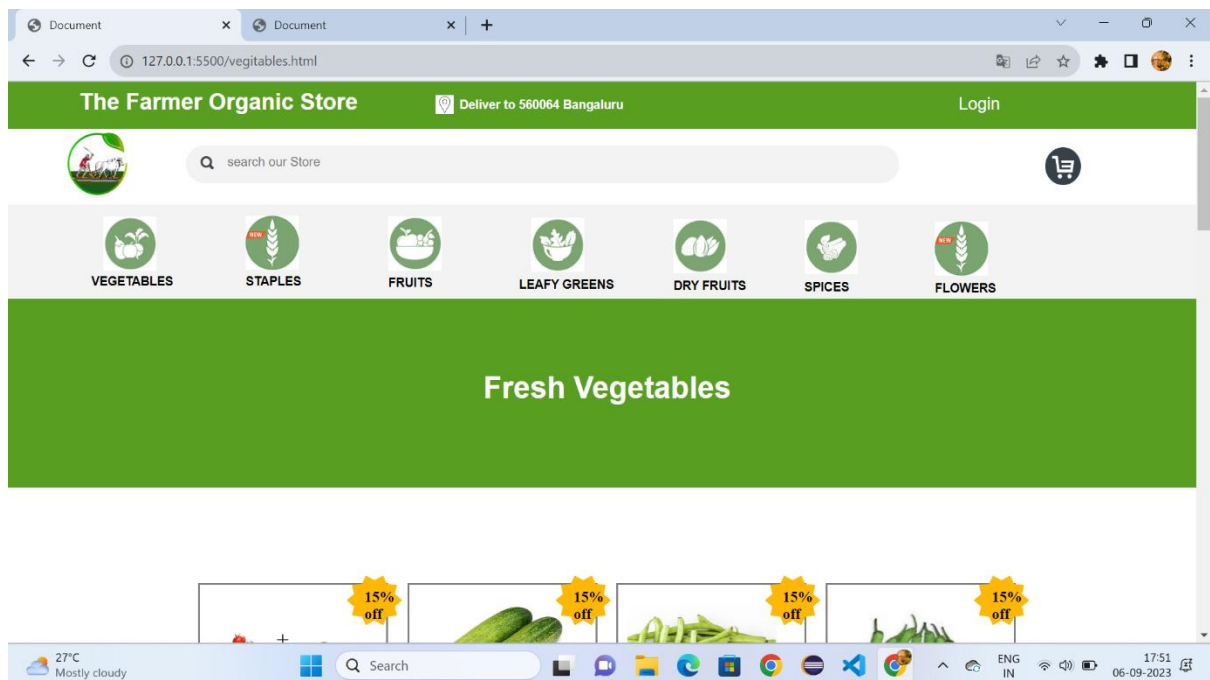 Document
Document
127.0.0.1:5500/vegitables.html
The Farmer Organic Store
Deliver to 560064 Bangaluru
Login
search our Store
NEW
NEW
VEGETABLES
STAPLES
FRUITS
LEAFY GREENS
DRY FRUITS
SPICES
FLOWERS
Fresh Vegetables
15%
off
15%
off
15%
off
15%
off
27°C
Mostly cloudy
Search
ENG
IN
17:51
06-09-2023